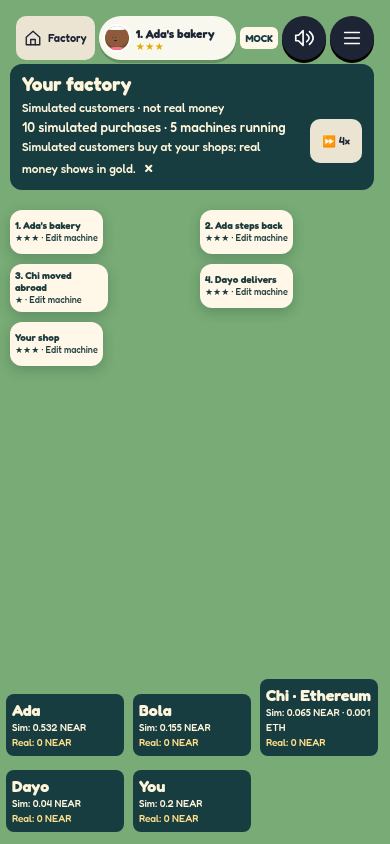 Factory
1. Ada's bakery
★★★
MOCK
Your factory
Simulated customers · not real money
10 simulated purchases · 5 machines running
Simulated customers buy at your shops; real
money shows in gold. ×
⏩ 4x
1. Ada's bakery
★★★ · Edit machine
2. Ada steps back
★★★ · Edit machine
3. Chi moved
abroad
★ · Edit machine
4. Dayo delivers
★★★ · Edit machine
Your shop
★★★ · Edit machine
Ada
Sim: 0.532 NEAR
Real: 0 NEAR
Bola
Sim: 0.155 NEAR
Real: 0 NEAR
Chi · Ethereum
Sim: 0.065 NEAR · 0.001
ETH
Real: 0 NEAR
Dayo
Sim: 0.04 NEAR
Real: 0 NEAR
You
Sim: 0.2 NEAR
Real: 0 NEAR